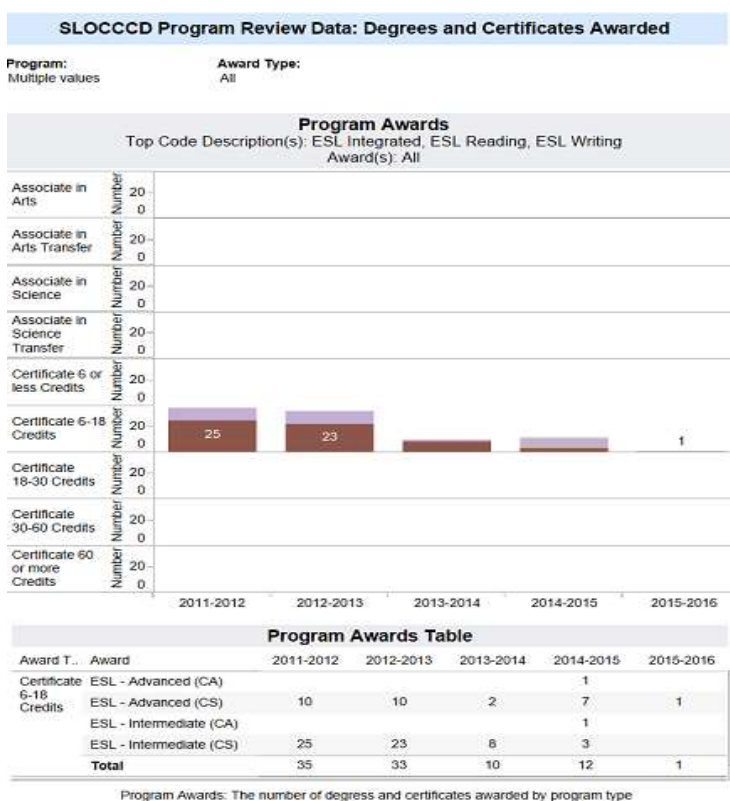 SLOCCCD Program Review Data: Degrees and Certificates Awarded
Program: Award Type:
Multiple values All
Program Awards
Top Code Description(s): ESL Integrated, ESL Reading, ESL Writing
Award(s): All
Associate in
Arts
Number
20
0
Associate in
Arts Transfer
Number
20
0
Associate in
Science
Number
20
0
Associate in
Science
Transfer
Number
20
0
Certificate 6 or
less Credits
Number
20
0
Certificate 6-18
Credits
Number
20
0
25 23 1
Certificate
18-30 Credits
Number
20
0
Certificate
30-60 Credits
Number
20
0
Certificate 60
or more
Credits
Number
20
0
2011-2012 2012-2013 2013-2014 2014-2015 2015-2016
Program Awards Table
Award T.. Award 2011-2012 2012-2013 2013-2014 2014-2015 2015-2016
Certificate
6-18
Credits
ESL - Advanced (CA) 1
ESL - Advanced (CS) 10 10 2 7 1
ESL - Intermediate (CA) 1
ESL - Intermediate (CS) 25 23 8 3
Total 35 33 10 12 1
Program Awards: The number of degress and certificates awarded by program type